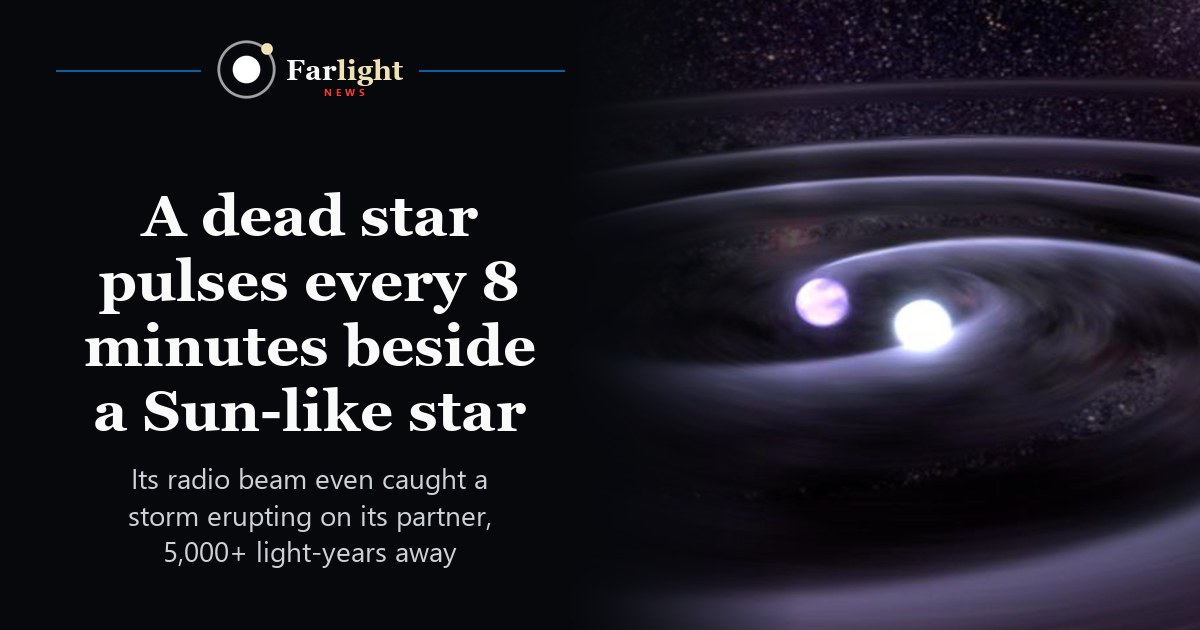 Farlight
NEWS
A dead star
pulses every 8
minutes beside
a Sun-like star
Its radio beam even caught a
storm erupting on its partner,
5,000+ light-years away